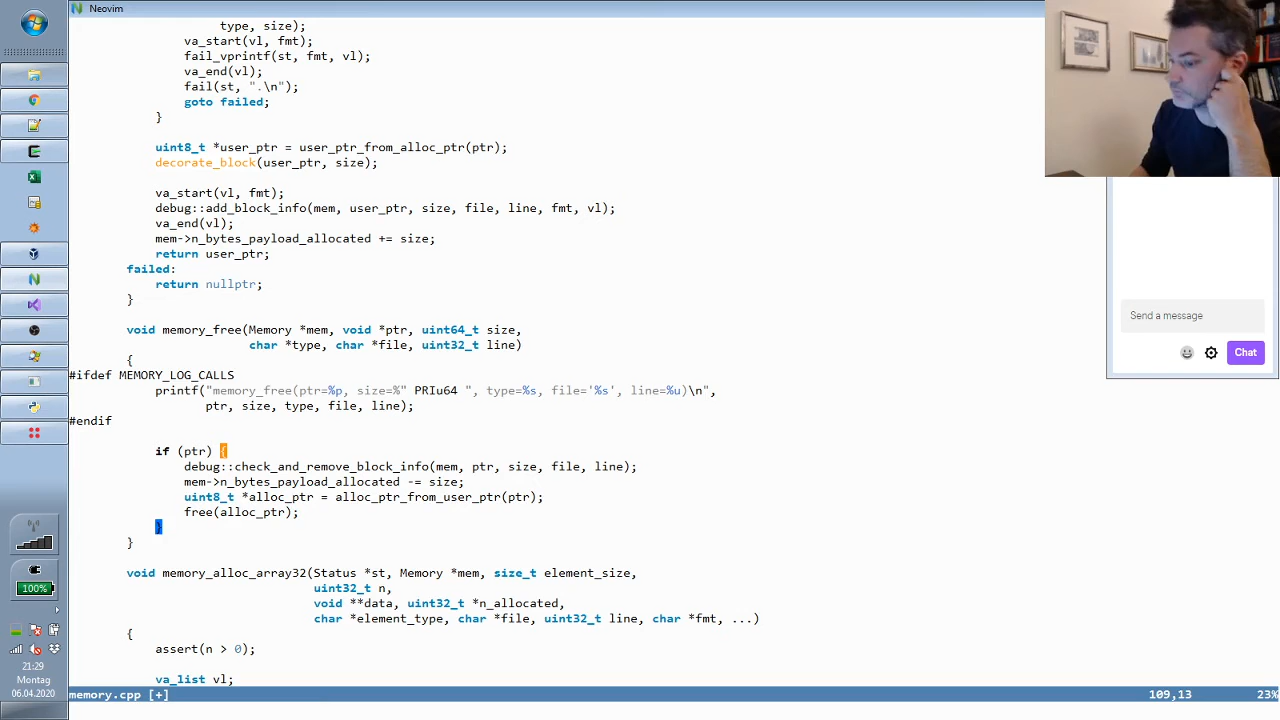 Neovim
type, size);
va_start(vl, fmt);
fail_vprintf(st, fmt, vl);
va_end(vl);
fail(st, ".\n");
goto failed;
}
uint8_t *user_ptr = user_ptr_from_alloc_ptr(ptr);
decorate_block(user_ptr, size);
va_start(vl, fmt);
debug::add_block_info(mem, user_ptr, size, file, line, fmt, vl);
va_end(vl);
mem->n_bytes_payload_allocated += size;
return user_ptr;
failed:
return nullptr;
}
void memory_free(Memory *mem, void *ptr, uint64_t size,
char *type, char *file, uint32_t line)
{
#ifdef MEMORY_LOG_CALLS
printf("memory_free(ptr=%p, size=%" PRIu64 ", type=%s, file='%s', line=%u)\n",
ptr, size, type, file, line);
#endif
if (ptr) {
debug::check_and_remove_block_info(mem, ptr, size, file, line);
mem->n_bytes_payload_allocated -= size;
uint8_t *alloc_ptr = alloc_ptr_from_user_ptr(ptr);
free(alloc_ptr);
}
}
void memory_alloc_array32(Status *st, Memory *mem, size_t element_size,
uint32_t n,
void **data, uint32_t *n_allocated,
char *element_type, char *file, uint32_t line, char *fmt, ...)
{
assert(n > 0);
va_list vl;
memory.cpp [+] 109,13 23%
Send a message
Chat
100%
21:29
Montag
06.04.2020